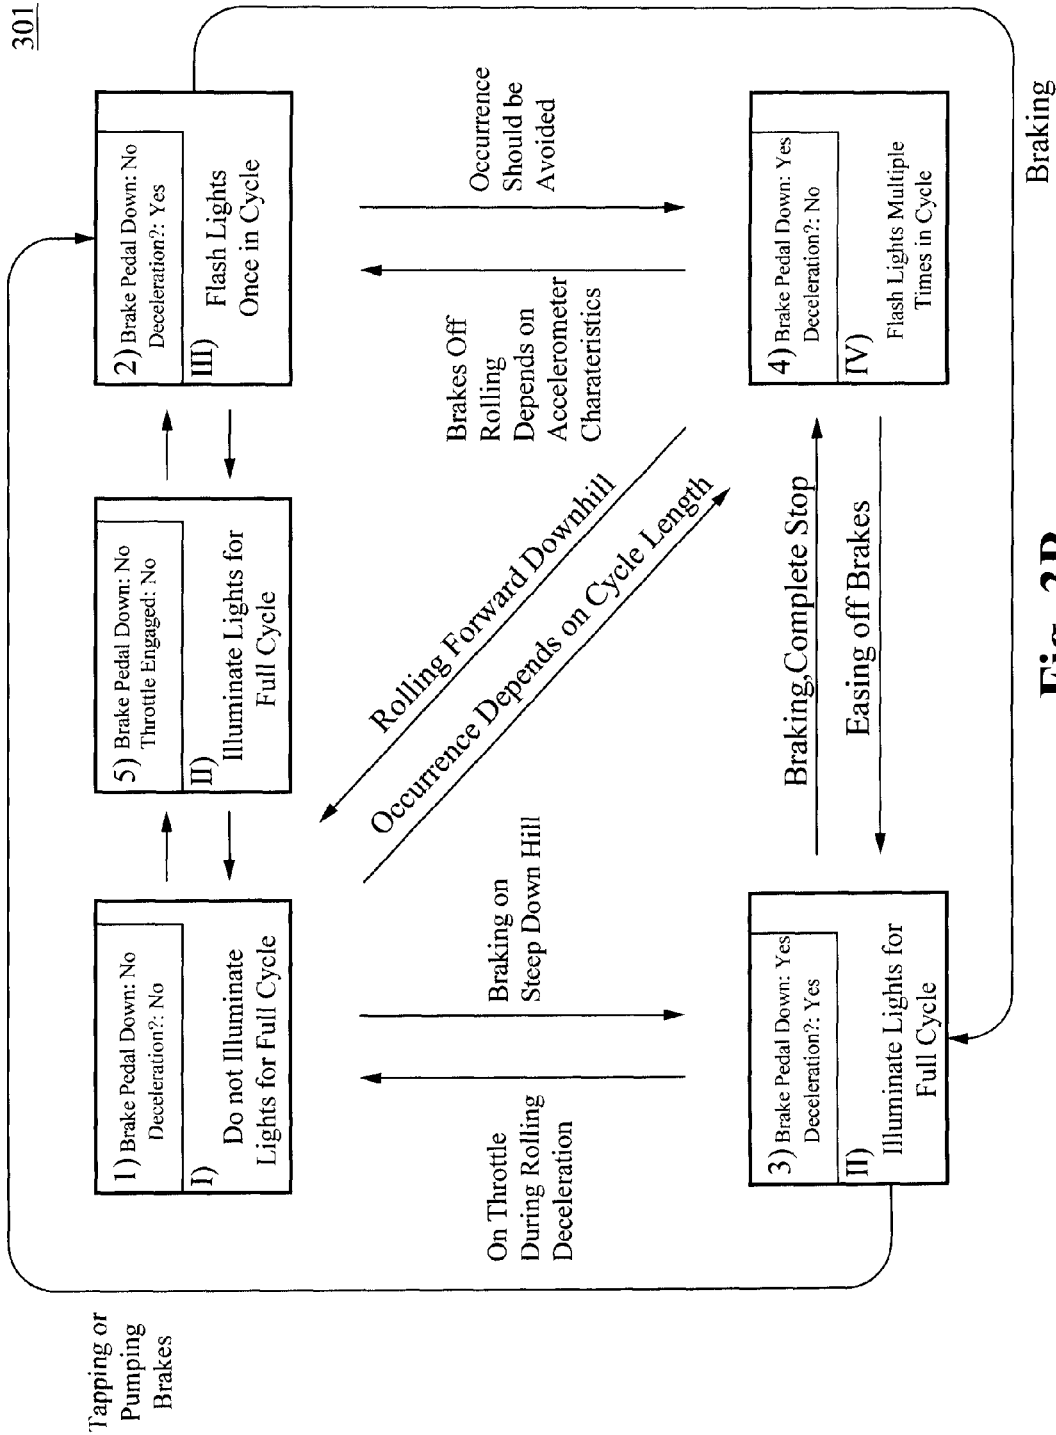 301
Tapping or
Pumping
Brakes
1) Brake Pedal Down: No
Deceleration?: No
I)
Do not Illuminate
Lights for Full Cycle
5) Brake Pedal Down: No
Throttle Engaged: No
II)
Illuminate Lights for
Full Cycle
2) Brake Pedal Down: No
Deceleration?: Yes
III)
Flash Lights
Once in Cycle
On Throttle
During Rolling
Deceleration
Braking on
Steep Down Hill
Rolling Forward Downhill
Occurrence Depends on Cycle Length
Brakes Off
Rolling
Depends on
Accelerometer
Charateristics
Occurrence
Should be
Avoided
3) Brake Pedal Down: Yes
Deceleration?: Yes
II)
Illuminate Lights for
Full Cycle
Braking,Complete Stop
Easing off Brakes
4) Brake Pedal Down: Yes
Deceleration?: No
IV)
Flash Lights Multiple
Times in Cycle
Braking